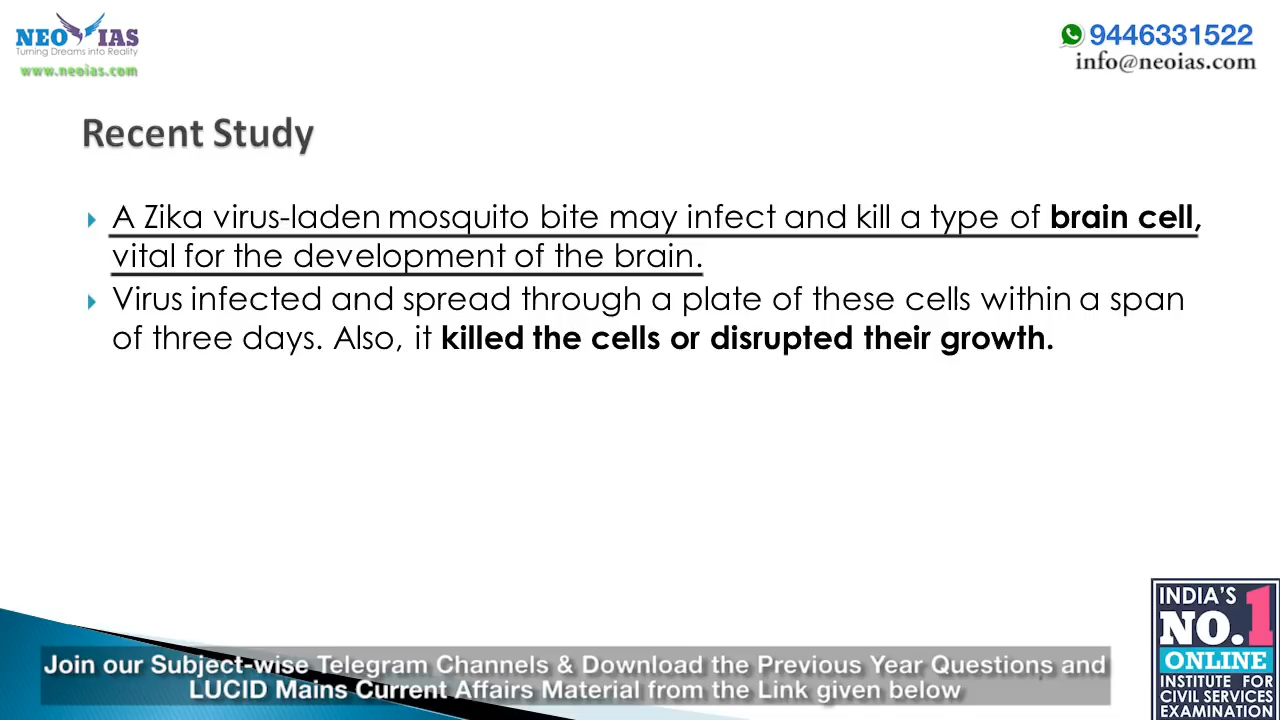 NEO IAS
Turning Dreams into Reality
www.neoias.com
9446331522
info@neoias.com
Recent Study
A Zika virus-laden mosquito bite may infect and kill a type of brain cell,
vital for the development of the brain.
Virus infected and spread through a plate of these cells within a span
of three days. Also, it killed the cells or disrupted their growth.
INDIA'S
NO.1
ONLINE
INSTITUTE FOR
CIVIL SERVICES
EXAMINATION
Join our Subject-wise Telegram Channels & Download the Previous Year Questions and
LUCID Mains Current Affairs Material from the Link given below